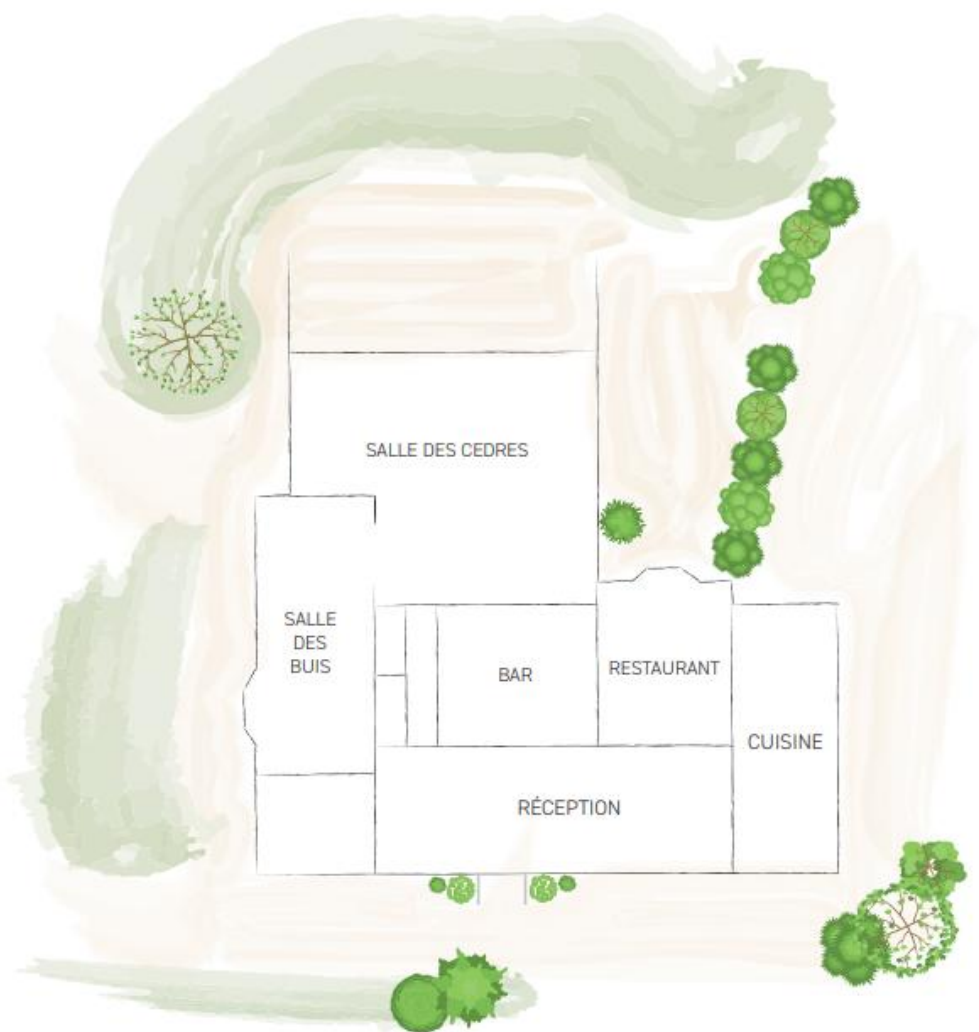 SALLE DES CEDRES
SALLE
DES
BUIS
BAR
RESTAURANT
CUISINE
RÉCEPTION